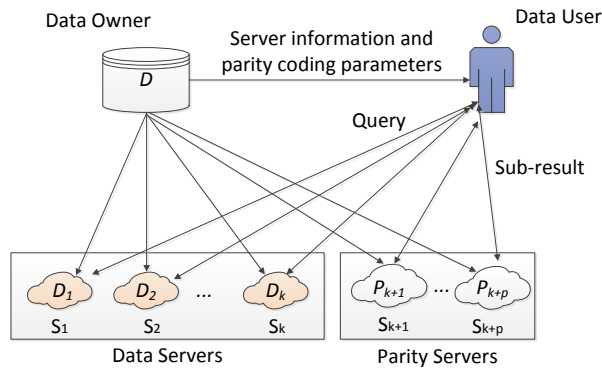 Data Owner
Data User
Server information and
parity coding parameters
D
Query
Sub-result
D1 D2 ... Dk
Pk+1 ... Pk+p
S1 S2 Sk
Sk+1 Sk+p
Data Servers
Parity Servers